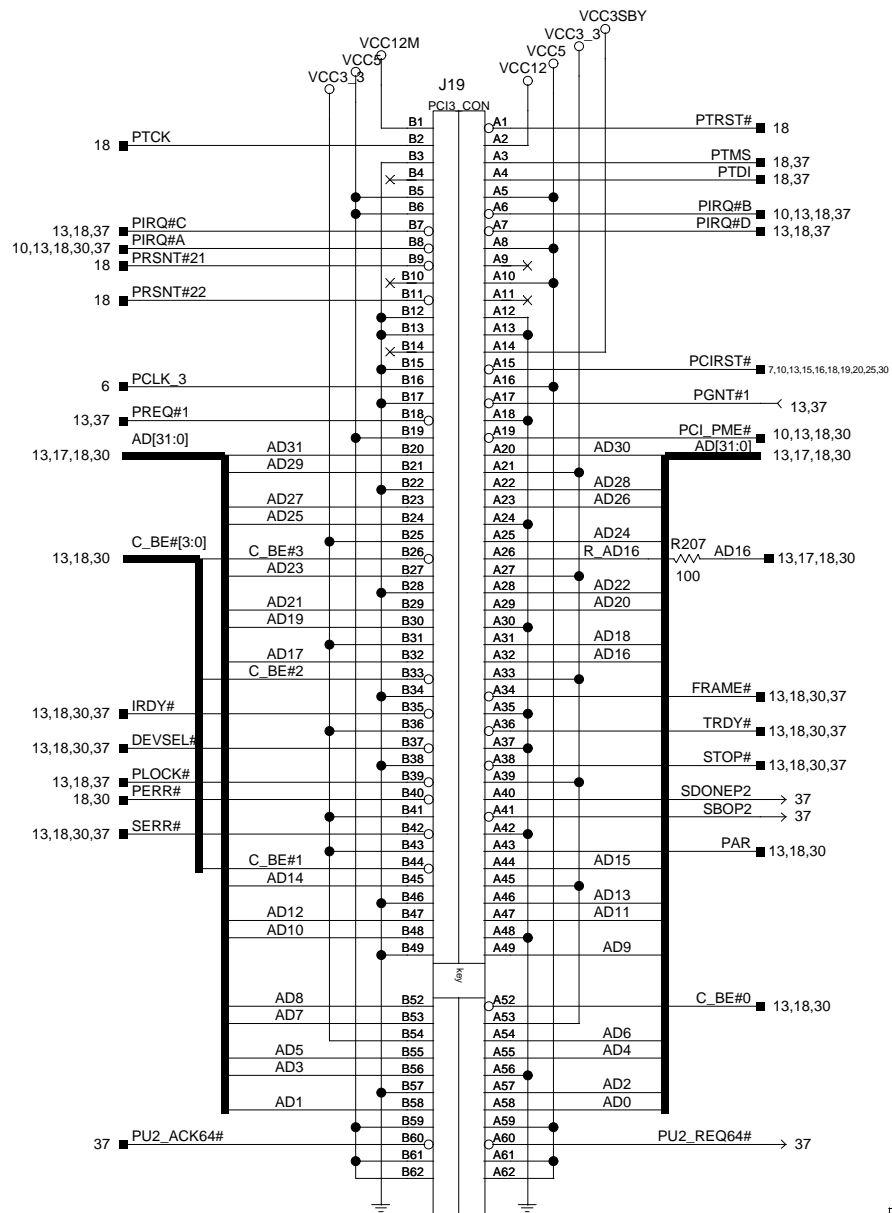 VCC3SBY
VCC12M VCC3_3
VCC5 VCC5
VCC3_3 J19 VCC12
PCI3_CON
B1 A1 PTRST# 18
18 PTCK B2 A2
B3 A3 PTMS 18,37
B4 A4 PTDI 18,37
B5 A5
B6 A6 PIRQ#B 10,13,18,37
13,18,37 PIRQ#C B7 A7 PIRQ#D 13,18,37
10,13,18,30,37 PIRQ#A B8 A8
18 PRSNT#21 B9 A9
B10 A10
18 PRSNT#22 B11 A11
B12 A12
B13 A13
B14 A14
B15 A15 PCIRST# 7,10,13,15,16,18,19,20,25,30
6 PCLK_3 B16 A16
B17 A17 PGNT#1 13,37
13,37 PREQ#1 B18 A18
B19 A19 PCI_PME# 10,13,18,30
13,17,18,30 AD[31:0] AD31 B20 A20 AD30 AD[31:0] 13,17,18,30
AD29 B21 A21
B22 A22 AD28
AD27 B23 A23 AD26
AD25 B24 A24
B25 A25 AD24
13,18,30 C_BE#[3:0] C_BE#3 B26 A26 R_AD16 R207 100 AD16 13,17,18,30
AD23 B27 A27
B28 A28 AD22
AD21 B29 A29 AD20
AD19 B30 A30
B31 A31 AD18
AD17 B32 A32 AD16
C_BE#2 B33 A33
B34 A34 FRAME# 13,18,30,37
13,18,30,37 IRDY# B35 A35
B36 A36 TRDY# 13,18,30,37
13,18,30,37 DEVSEL# B37 A37
B38 A38 STOP# 13,18,30,37
13,18,37 PLOCK# B39 A39
18,30 PERR# B40 A40 SDONEP2 37
B41 A41 SBOP2 37
13,18,30,37 SERR# B42 A42
B43 A43 PAR 13,18,30
C_BE#1 B44 A44 AD15
AD14 B45 A45
B46 A46 AD13
AD12 B47 A47 AD11
AD10 B48 A48
B49 A49 AD9
key
AD8 B52 A52 C_BE#0 13,18,30
AD7 B53 A53
B54 A54 AD6
AD5 B55 A55 AD4
AD3 B56 A56
B57 A57 AD2
AD1 B58 A58 AD0
B59 A59
37 PU2_ACK64# B60 A60 PU2_REQ64# 37
B61 A61
B62 A62